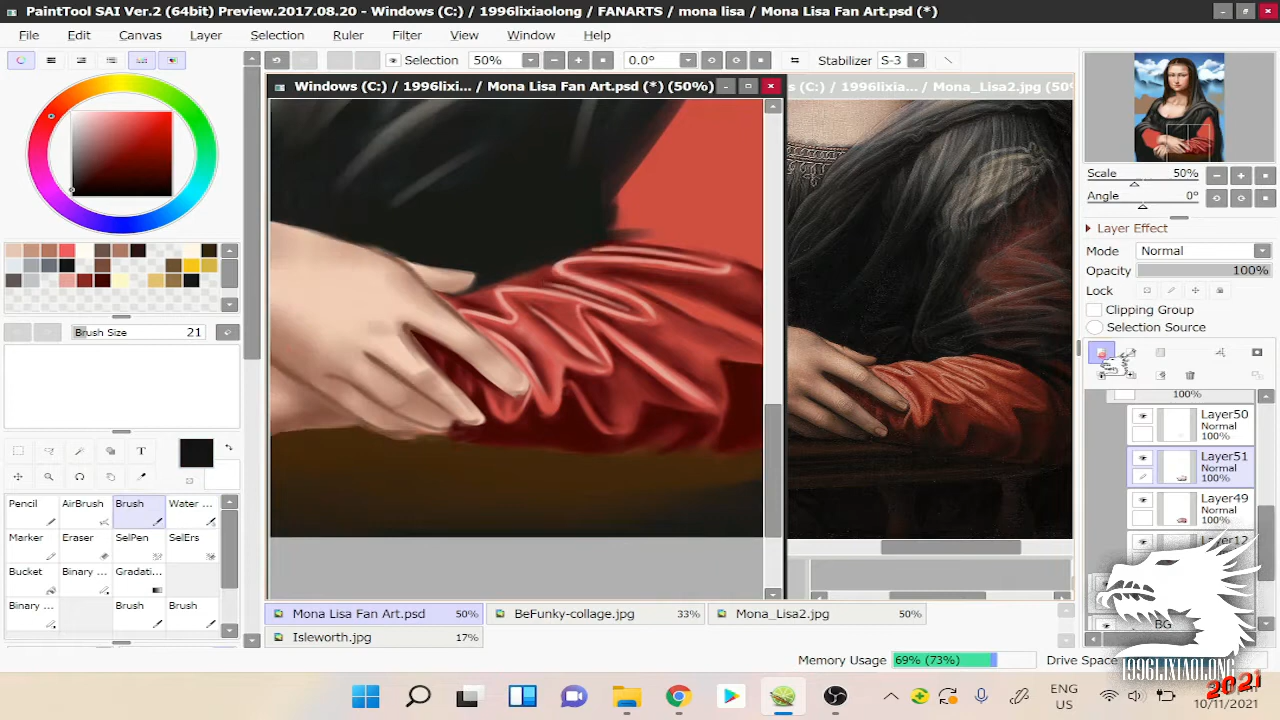 PaintTool SAI Ver.2 (64bit) Preview.2017.08.20 - Windows (C:) / 1996lixiaolong / FANARTS / mona lisa / Mona Lisa Fan Art.psd (*)
File Edit Canvas Layer Selection Ruler Filter View Window Help
Selection 50% 0.0° Stabilizer S-3
Windows (C:) / 1996lixi... / Mona Lisa Fan Art.psd (*) (50%)
s (C:) / 1996lixia... / Mona_Lisa2.jpg (50%
Scale 50%
Angle 0°
Layer Effect
Mode Normal
Opacity 100%
Lock
Clipping Group
Selection Source
Brush Size 21
T
100%
Layer50
Normal
100%
Layer51
Normal
100%
Layer49
Normal
100%
Layer12
BG
Pencil AirBrush Brush Water ...
Marker Eraser SelPen SelErs
Bucket Binary ... Gradati...
Binary ... Brush Brush
Mona Lisa Fan Art.psd 50% BeFunky-collage.jpg 33% Mona_Lisa2.jpg 50%
Isleworth.jpg 17%
Memory Usage 69% (73%) Drive Space
1996LIXIAOLONG
2021
ENG
US
10/11/2021